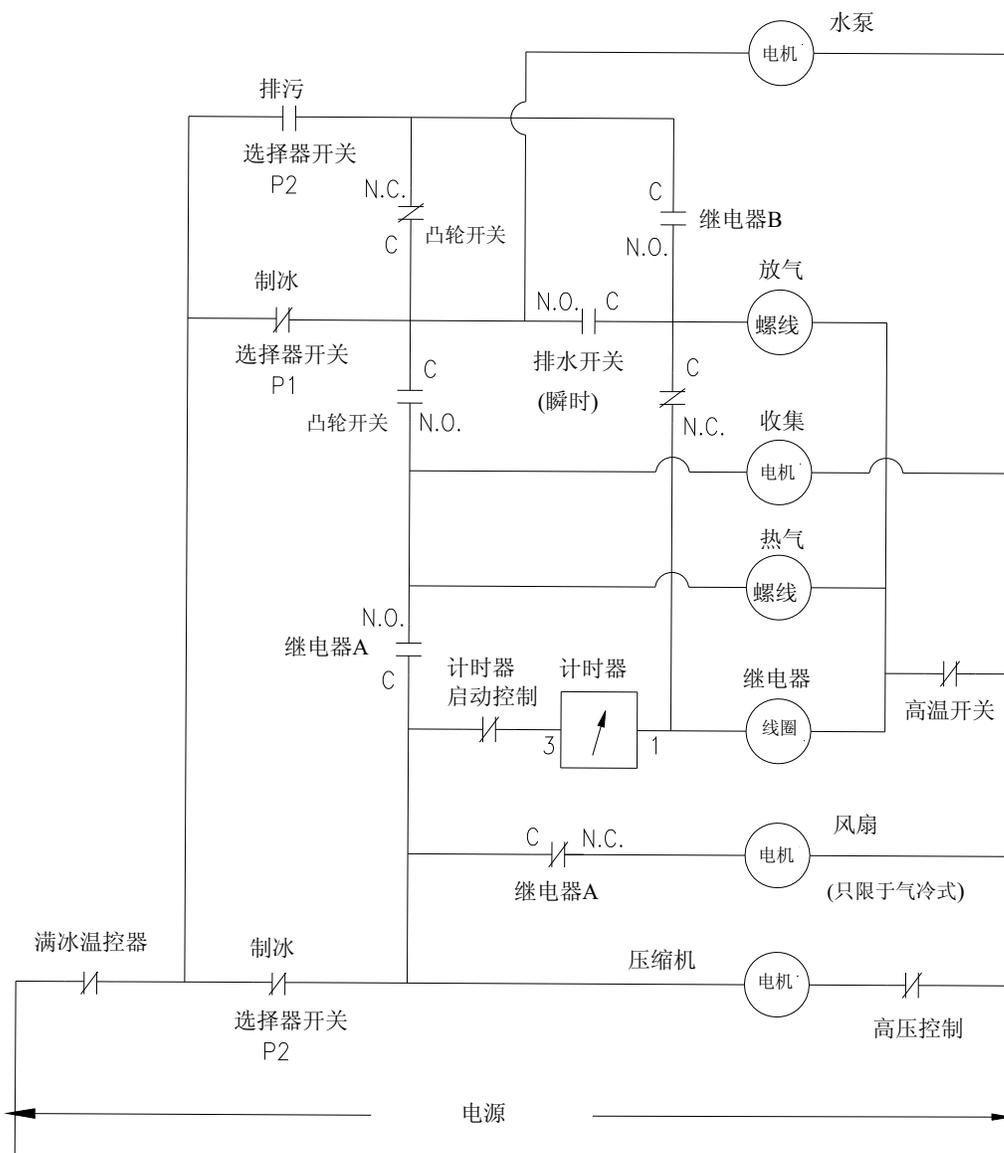 水泵
电机
排污
选择器开关
P2
N.C.
C
凸轮开关
C
继电器B
N.O.
放气
制冰
N.O.
C
螺线
选择器开关
P1
排水开关
(瞬时)
C
C
凸轮开关
N.O.
N.C.
收集
电机
热气
螺线
N.O.
继电器A
C
计时器
启动控制
计时器
3
1
继电器
线圈
高温开关
风扇
C
N.C.
电机
继电器A
(只限于气冷式)
满冰温控器
制冰
选择器开关
P2
压缩机
电机
高压控制
电源